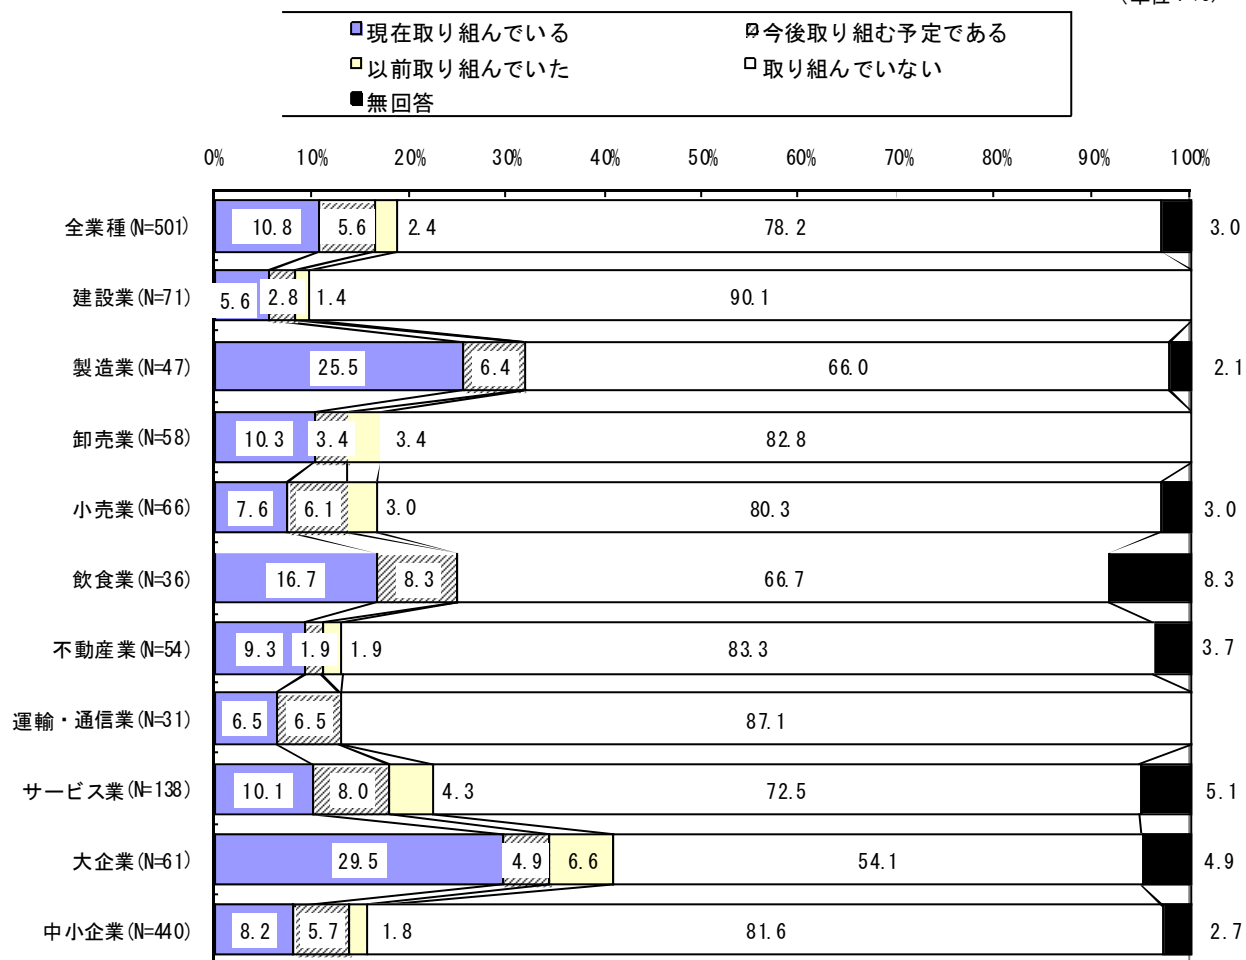 現在取り組んでいる 今後取り組む予定である
以前取り組んでいた 取り組んでいない
無回答
0% 10% 20% 30% 40% 50% 60% 70% 80% 90% 100%
全業種(N=501) 10.8 5.6 2.4 78.2 3.0
建設業(N=71) 5.6 2.8 1.4 90.1
製造業(N=47) 25.5 6.4 66.0 2.1
卸売業(N=58) 10.3 3.4 3.4 82.8
小売業(N=66) 7.6 6.1 3.0 80.3 3.0
飲食業(N=36) 16.7 8.3 66.7 8.3
不動産業(N=54) 9.3 1.9 1.9 83.3 3.7
運輸・通信業(N=31) 6.5 6.5 87.1
サービス業(N=138) 10.1 8.0 4.3 72.5 5.1
大企業(N=61) 29.5 4.9 6.6 54.1 4.9
中小企業(N=440) 8.2 5.7 1.8 81.6 2.7